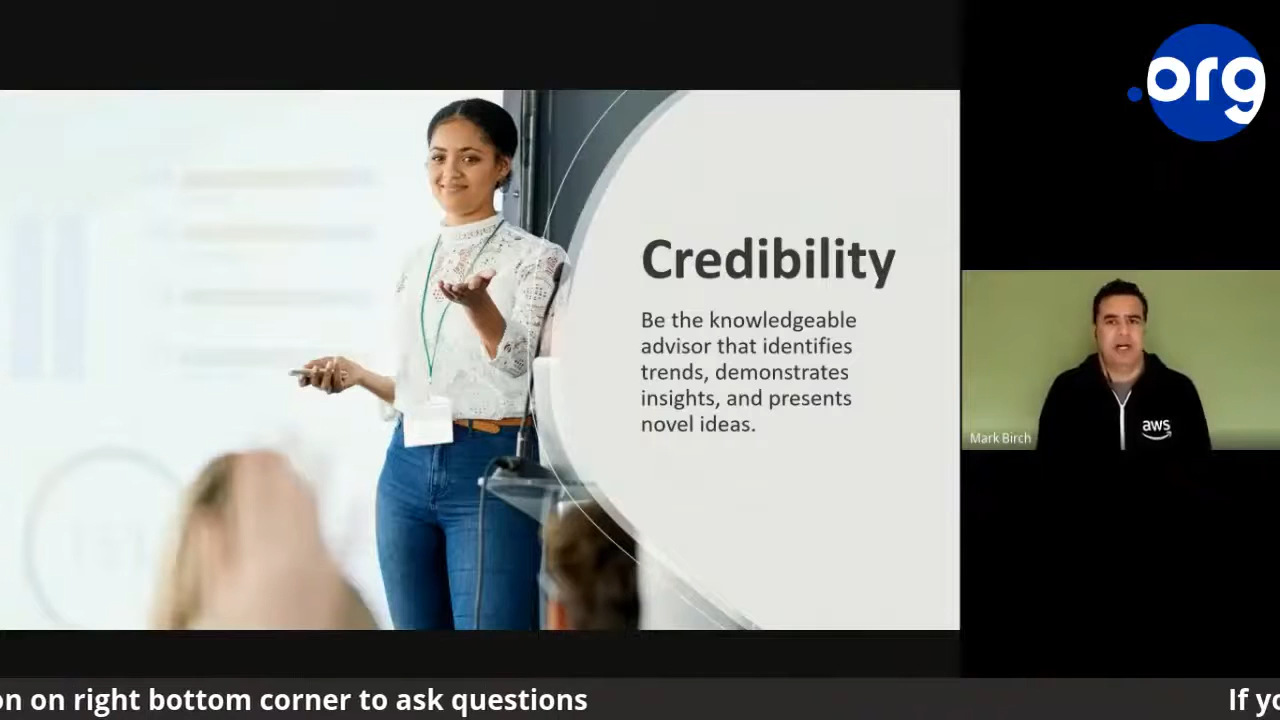 .org
Credibility
Be the knowledgeable
advisor that identifies
trends, demonstrates
insights, and presents
novel ideas.
aws
Mark Birch
on on right bottom corner to ask questions
If yo